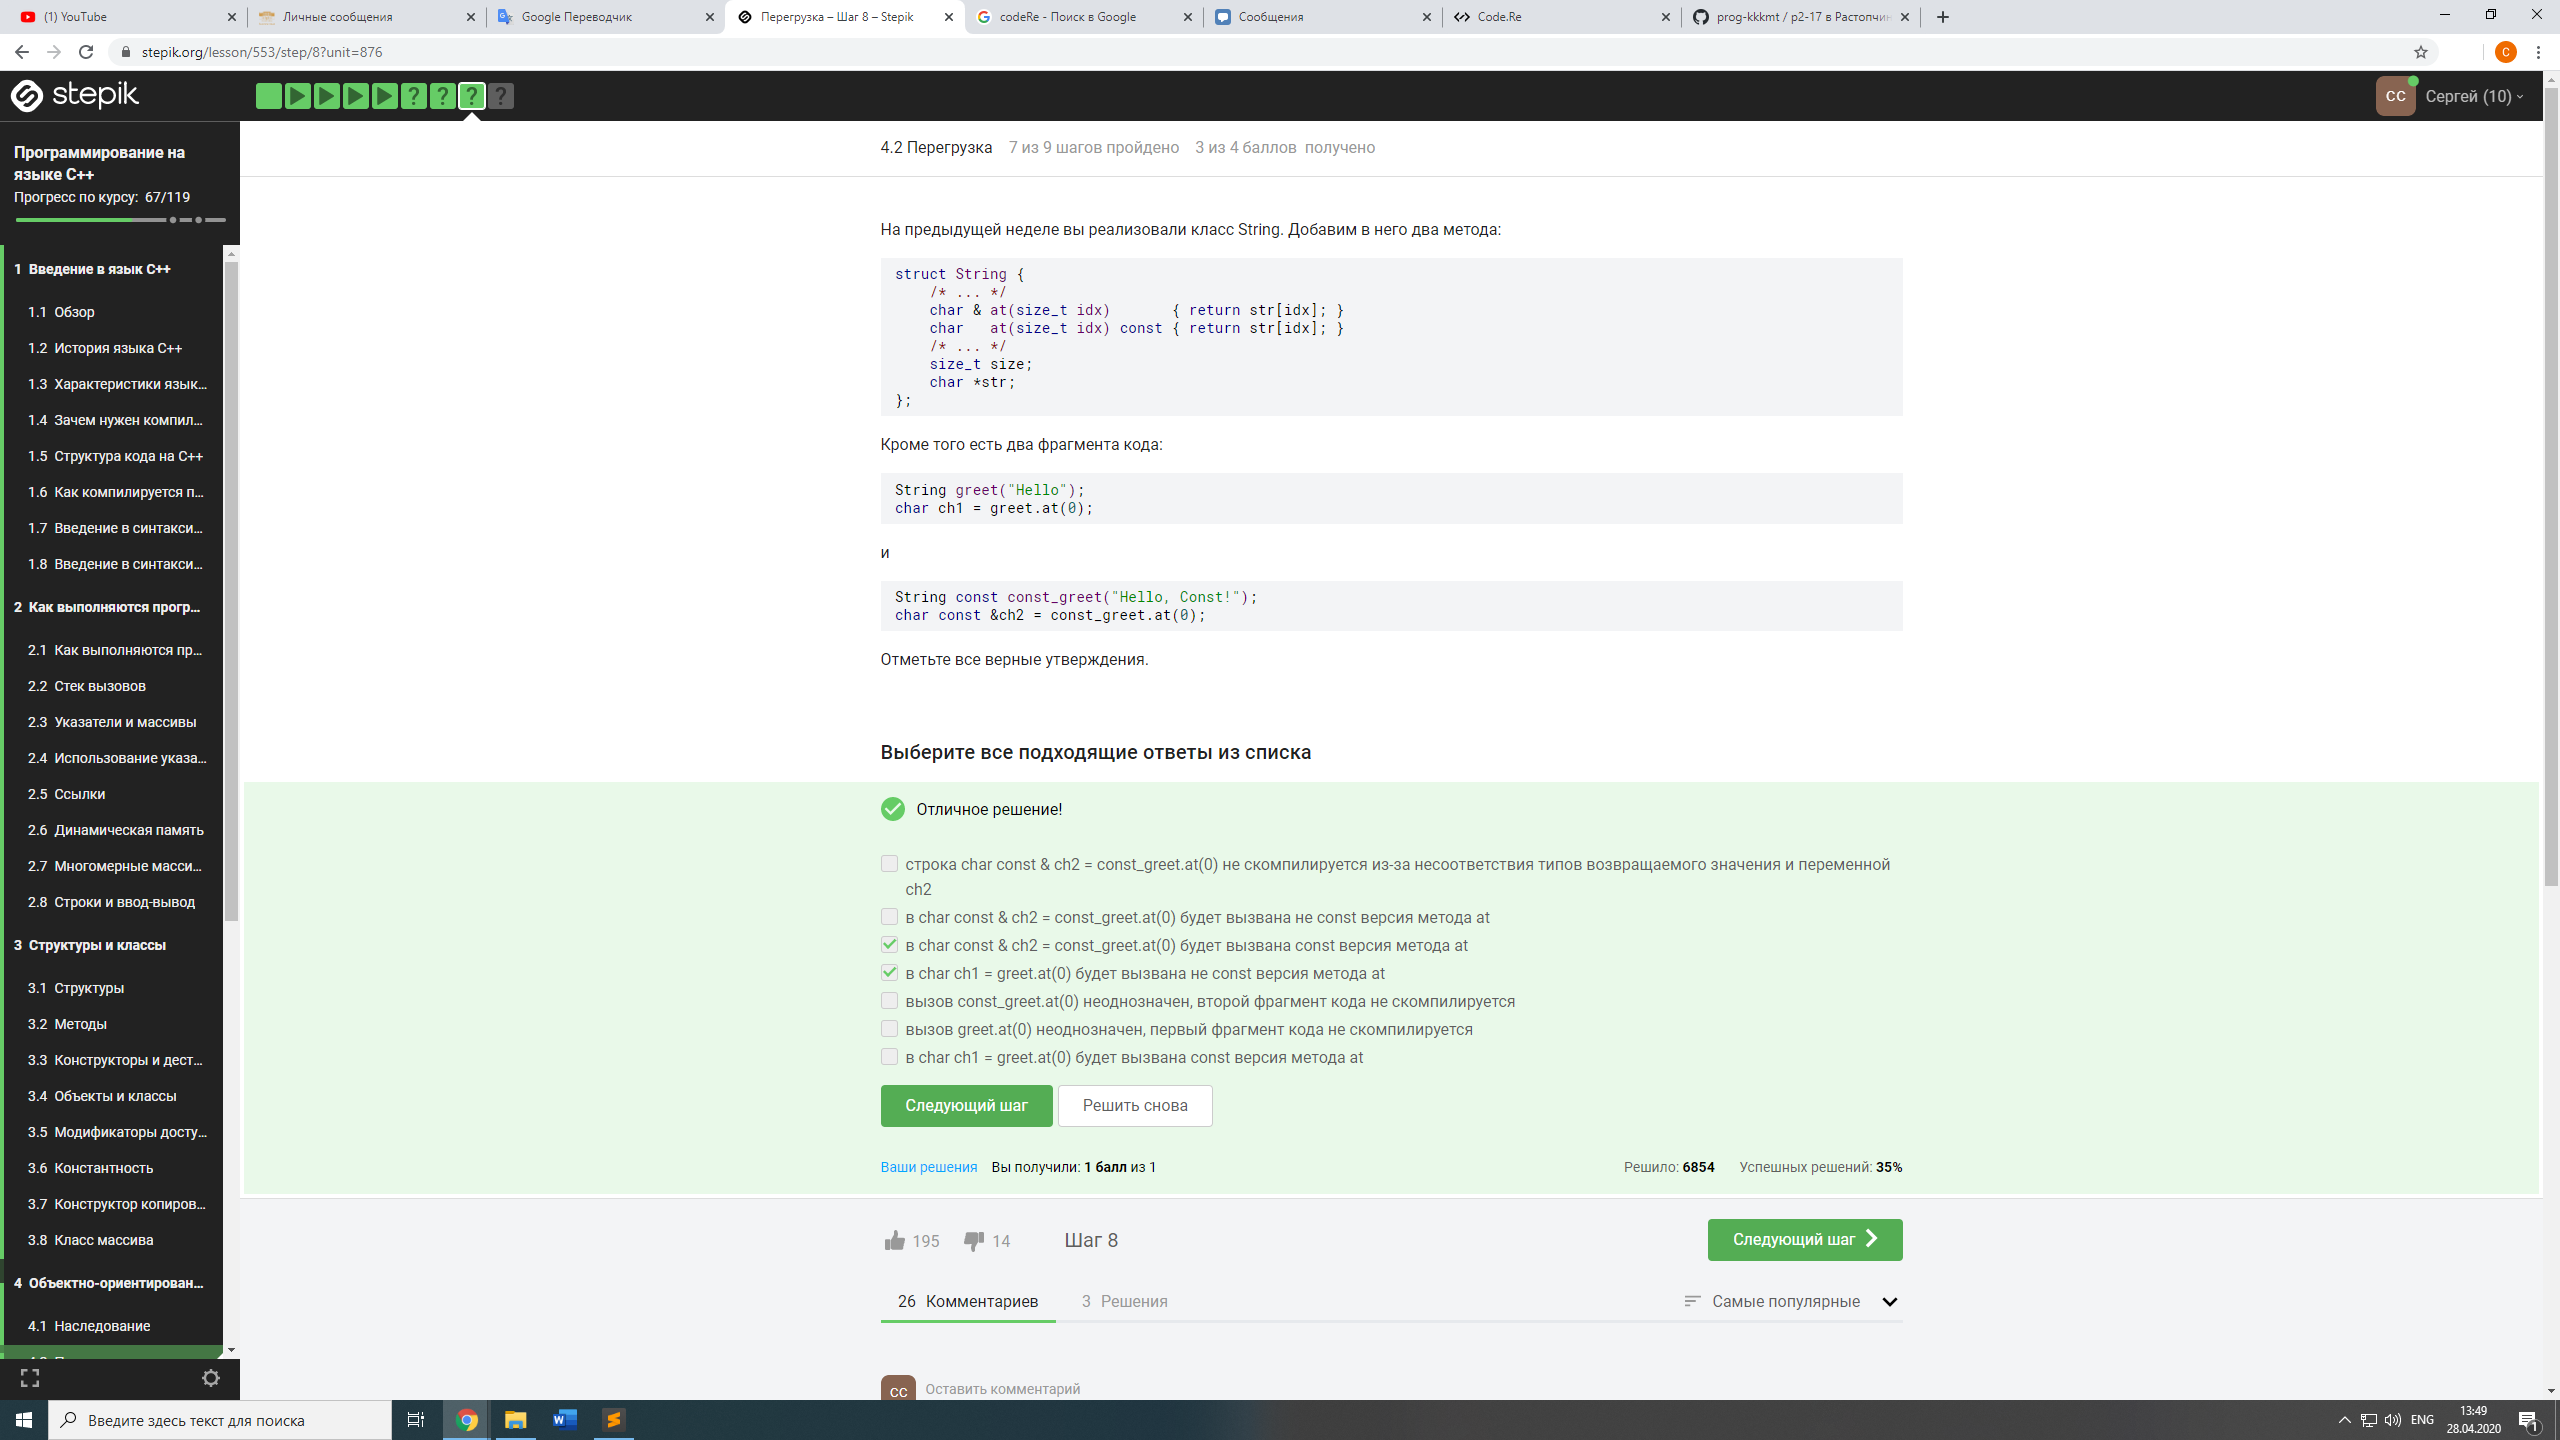 (1) YouTube
Личные сообщения
Google Переводчик
Перегрузка – Шаг 8 – Stepik
codeRe - Поиск в Google
Сообщения
Code.Re
prog-kkkmt / p2-17 в Растопчин
stepik.org/lesson/553/step/8?unit=876
C
stepik
? ? ? ?
CC Сергей (10)
Программирование на
языке C++
Прогресс по курсу: 67/119
1 Введение в язык C++
1.1 Обзор
1.2 История языка C++
1.3 Характеристики язык...
1.4 Зачем нужен компил...
1.5 Структура кода на C++
1.6 Как компилируется п...
1.7 Введение в синтакси...
1.8 Введение в синтакси...
2 Как выполняются прогр...
2.1 Как выполняются пр...
2.2 Стек вызовов
2.3 Указатели и массивы
2.4 Использование указа...
2.5 Ссылки
2.6 Динамическая память
2.7 Многомерные масси...
2.8 Строки и ввод-вывод
3 Структуры и классы
3.1 Структуры
3.2 Методы
3.3 Конструкторы и дест...
3.4 Объекты и классы
3.5 Модификаторы досту...
3.6 Константность
3.7 Конструктор копиров...
3.8 Класс массива
4 Объектно-ориентирован...
4.1 Наследование
4.2 Перегрузка 7 из 9 шагов пройдено 3 из 4 баллов получено
На предыдущей неделе вы реализовали класс String. Добавим в него два метода:
struct String {
/* ... */
char & at(size_t idx) { return str[idx]; }
char at(size_t idx) const { return str[idx]; }
/* ... */
size_t size;
char *str;
};
Кроме того есть два фрагмента кода:
String greet("Hello");
char ch1 = greet.at(0);
и
String const const_greet("Hello, Const!");
char const &ch2 = const_greet.at(0);
Отметьте все верные утверждения.
Выберите все подходящие ответы из списка
Отличное решение!
строка char const & ch2 = const_greet.at(0) не скомпилируется из-за несоответствия типов возвращаемого значения и переменной
ch2
в char const & ch2 = const_greet.at(0) будет вызвана не const версия метода at
в char const & ch2 = const_greet.at(0) будет вызвана const версия метода at
в char ch1 = greet.at(0) будет вызвана не const версия метода at
вызов const_greet.at(0) неоднозначен, второй фрагмент кода не скомпилируется
вызов greet.at(0) неоднозначен, первый фрагмент кода не скомпилируется
в char ch1 = greet.at(0) будет вызвана const версия метода at
Следующий шаг Решить снова
Ваши решения Вы получили: 1 балл из 1 Решило: 6854 Успешных решений: 35%
195 14 Шаг 8 Следующий шаг
26 Комментариев 3 Решения Самые популярные
CC Оставить комментарий
Введите здесь текст для поиска
ENG
13:49
28.04.2020
1